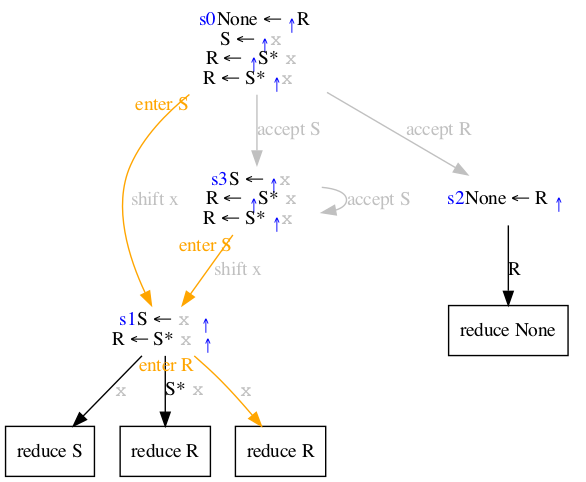 s0None ← ↑R
S ← ↑x
R ← ↑S* x
R ← S* ↑x
enter S
accept S
accept R
s3S ← ↑x
R ← ↑S* x
R ← S* ↑x
shift x
accept S
s2None ← R ↑
enter S
shift x
R
s1S ← x ↑
R ← S* x ↑
reduce None
enter R
x
S* x
x
reduce S
reduce R
reduce R